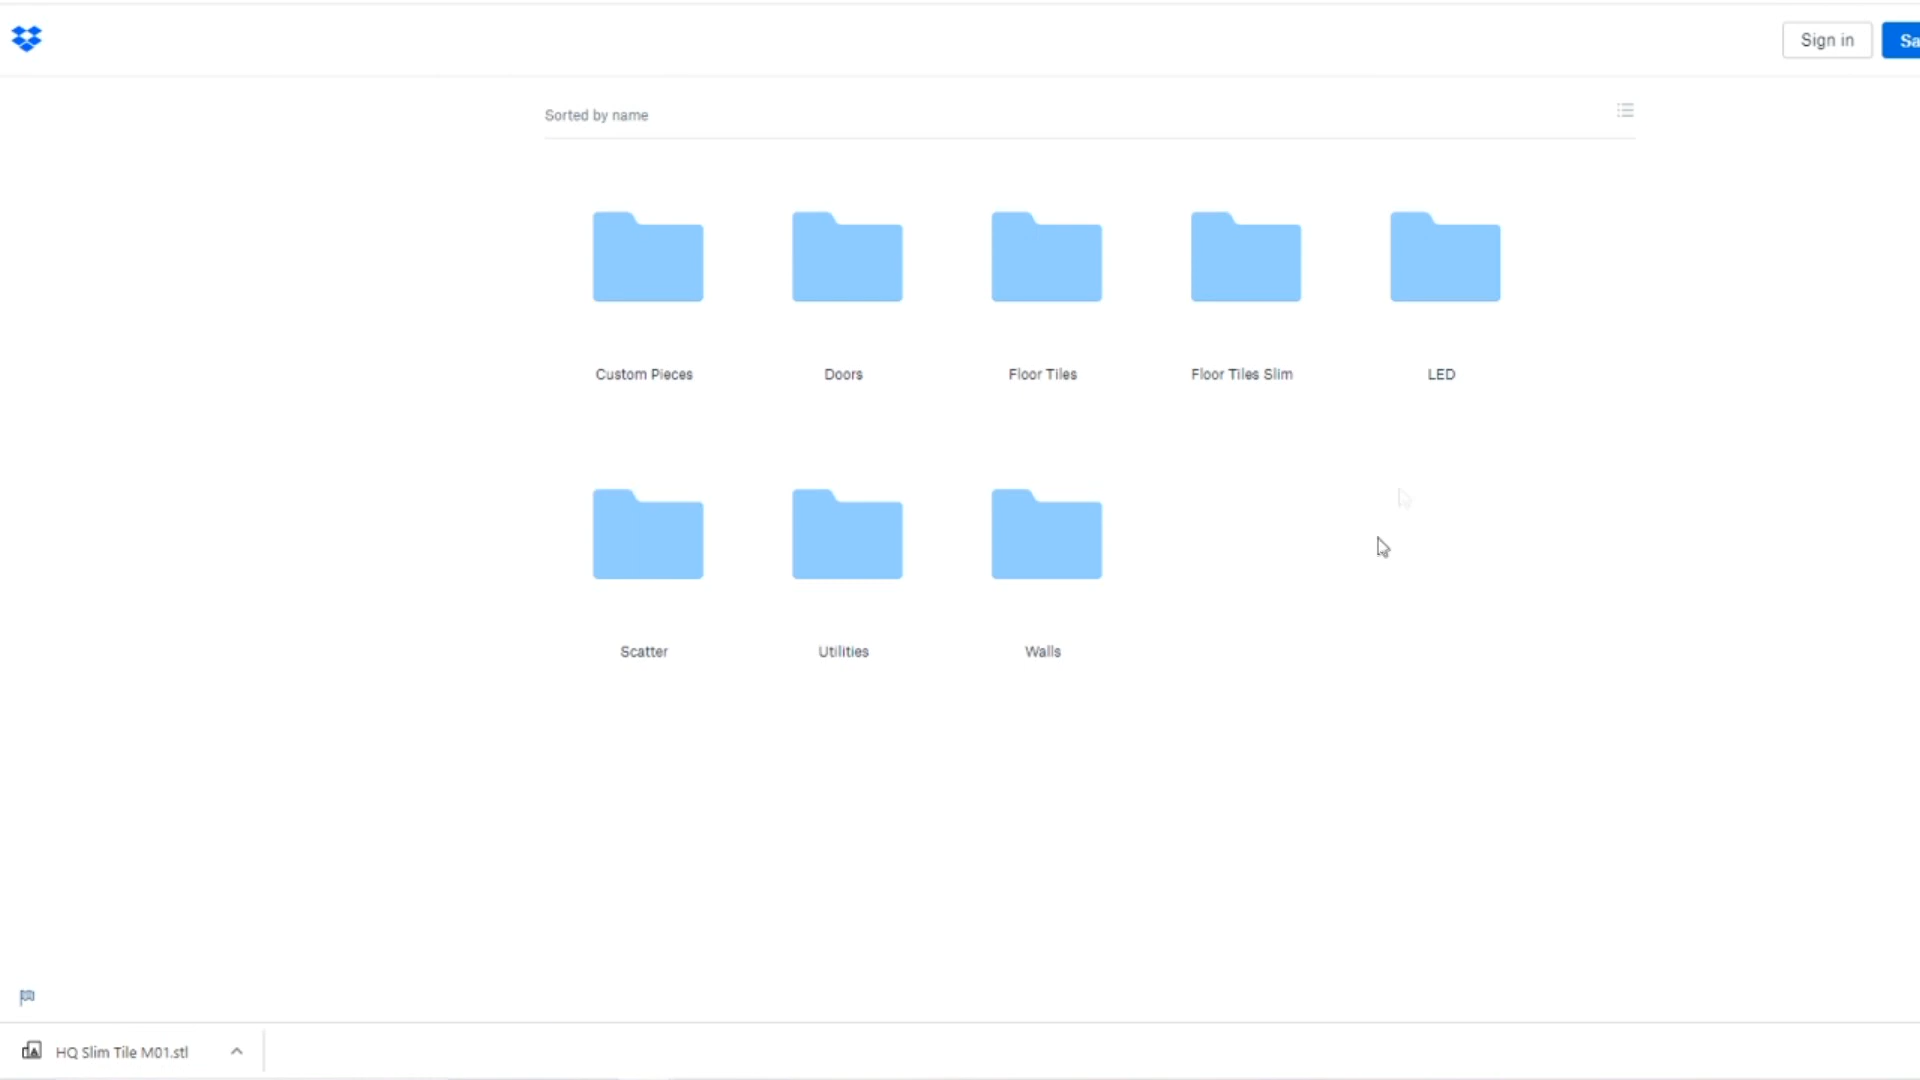 Sign in
Sa
Sorted by name
Custom Pieces
Doors
Floor Tiles
Floor Tiles Slim
LED
Scatter
Utilities
Walls
HQ Slim Tile M01.stl